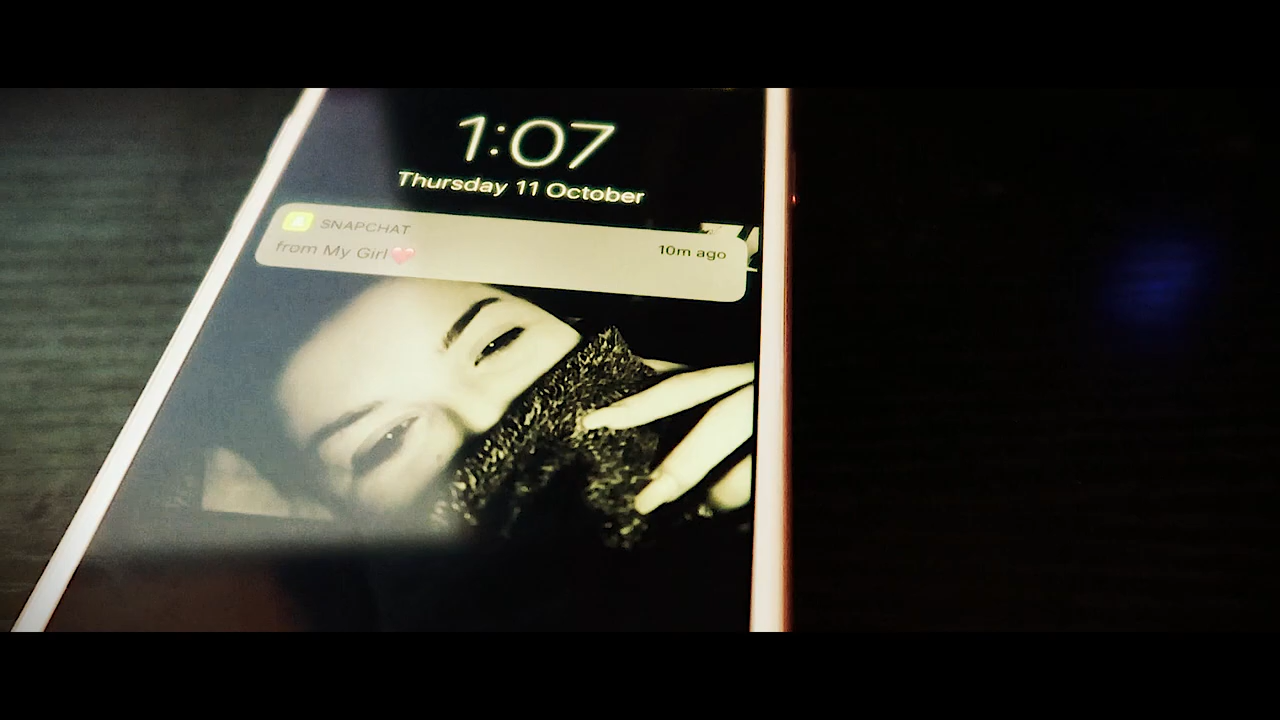 1:07
Thursday 11 October
SNAPCHAT
from My Girl❤️
10m ago